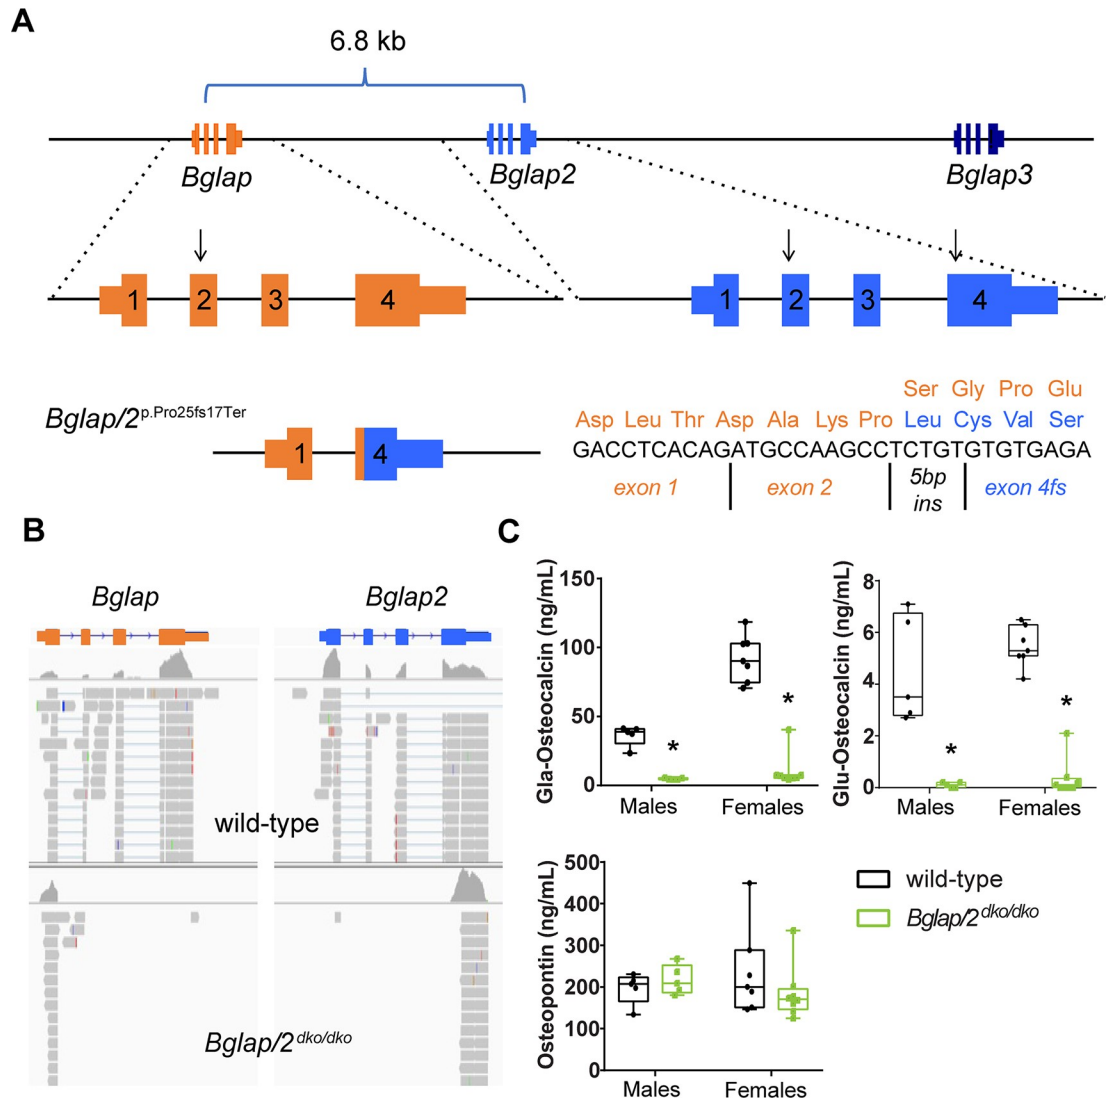 A
6.8 kb
Bglap
Bglap2
Bglap3
1 2 3 4
1 2 3 4
Bglap/2p.Pro25fs17Ter
1 4
Ser Gly Pro Glu
Asp Leu Thr Asp Ala Lys Pro Leu Cys Val Ser
GACCTCACAGATGCCAAGCCTCTGTGTGTGAGA
exon 1 exon 2 5bp ins exon 4fs
B
Bglap
Bglap2
wild-type
Bglap/2dko/dko
C
Gla-Osteocalcin (ng/mL)
150
100
50
0
*
*
Males Females
Glu-Osteocalcin (ng/mL)
8
6
4
2
0
*
*
Males Females
Osteopontin (ng/mL)
500
400
300
200
100
0
Males Females
wild-type
Bglap/2dko/dko